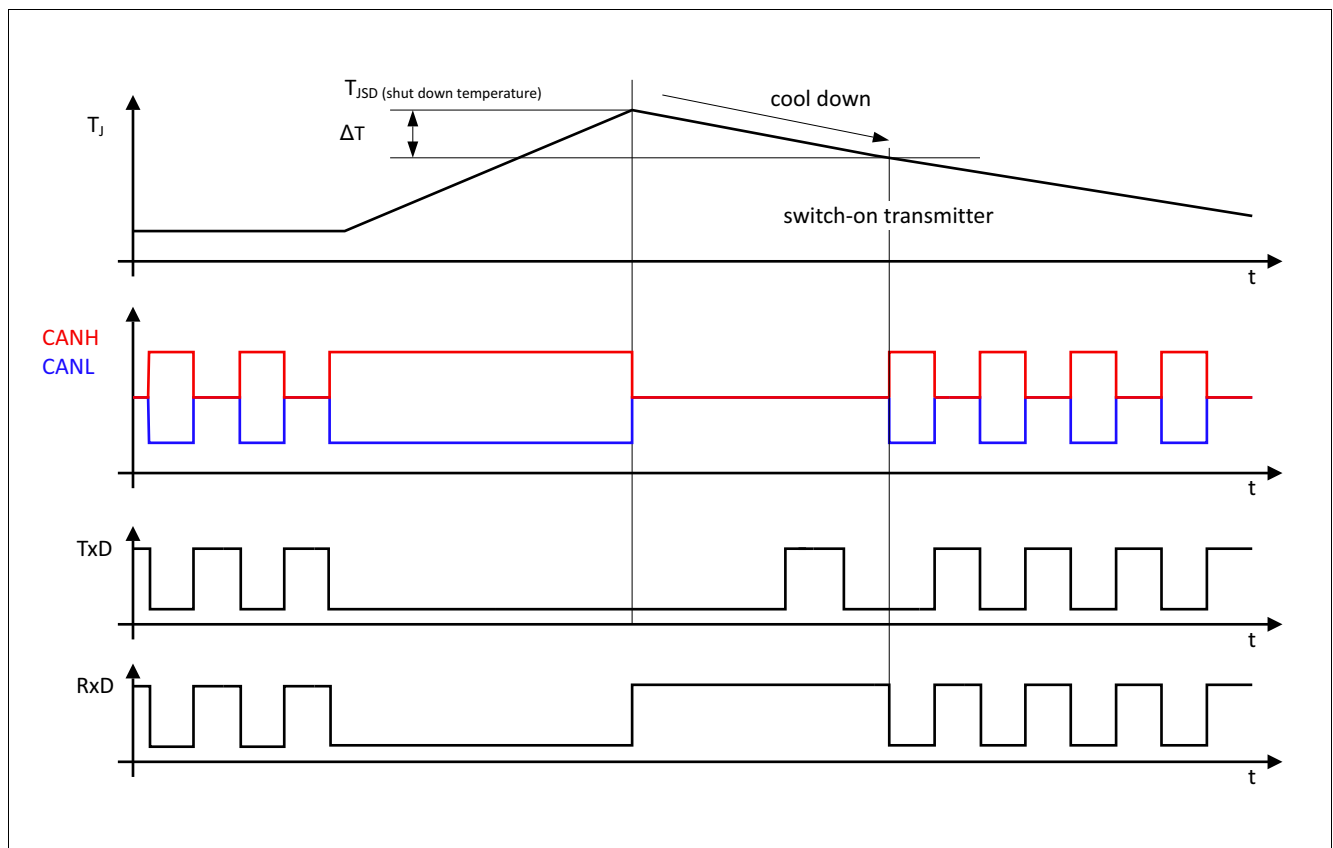 T_JSD (shut down temperature)
cool down
T_J
ΔT
switch-on transmitter
t
CANH
CANL
t
TxD
t
RxD
t